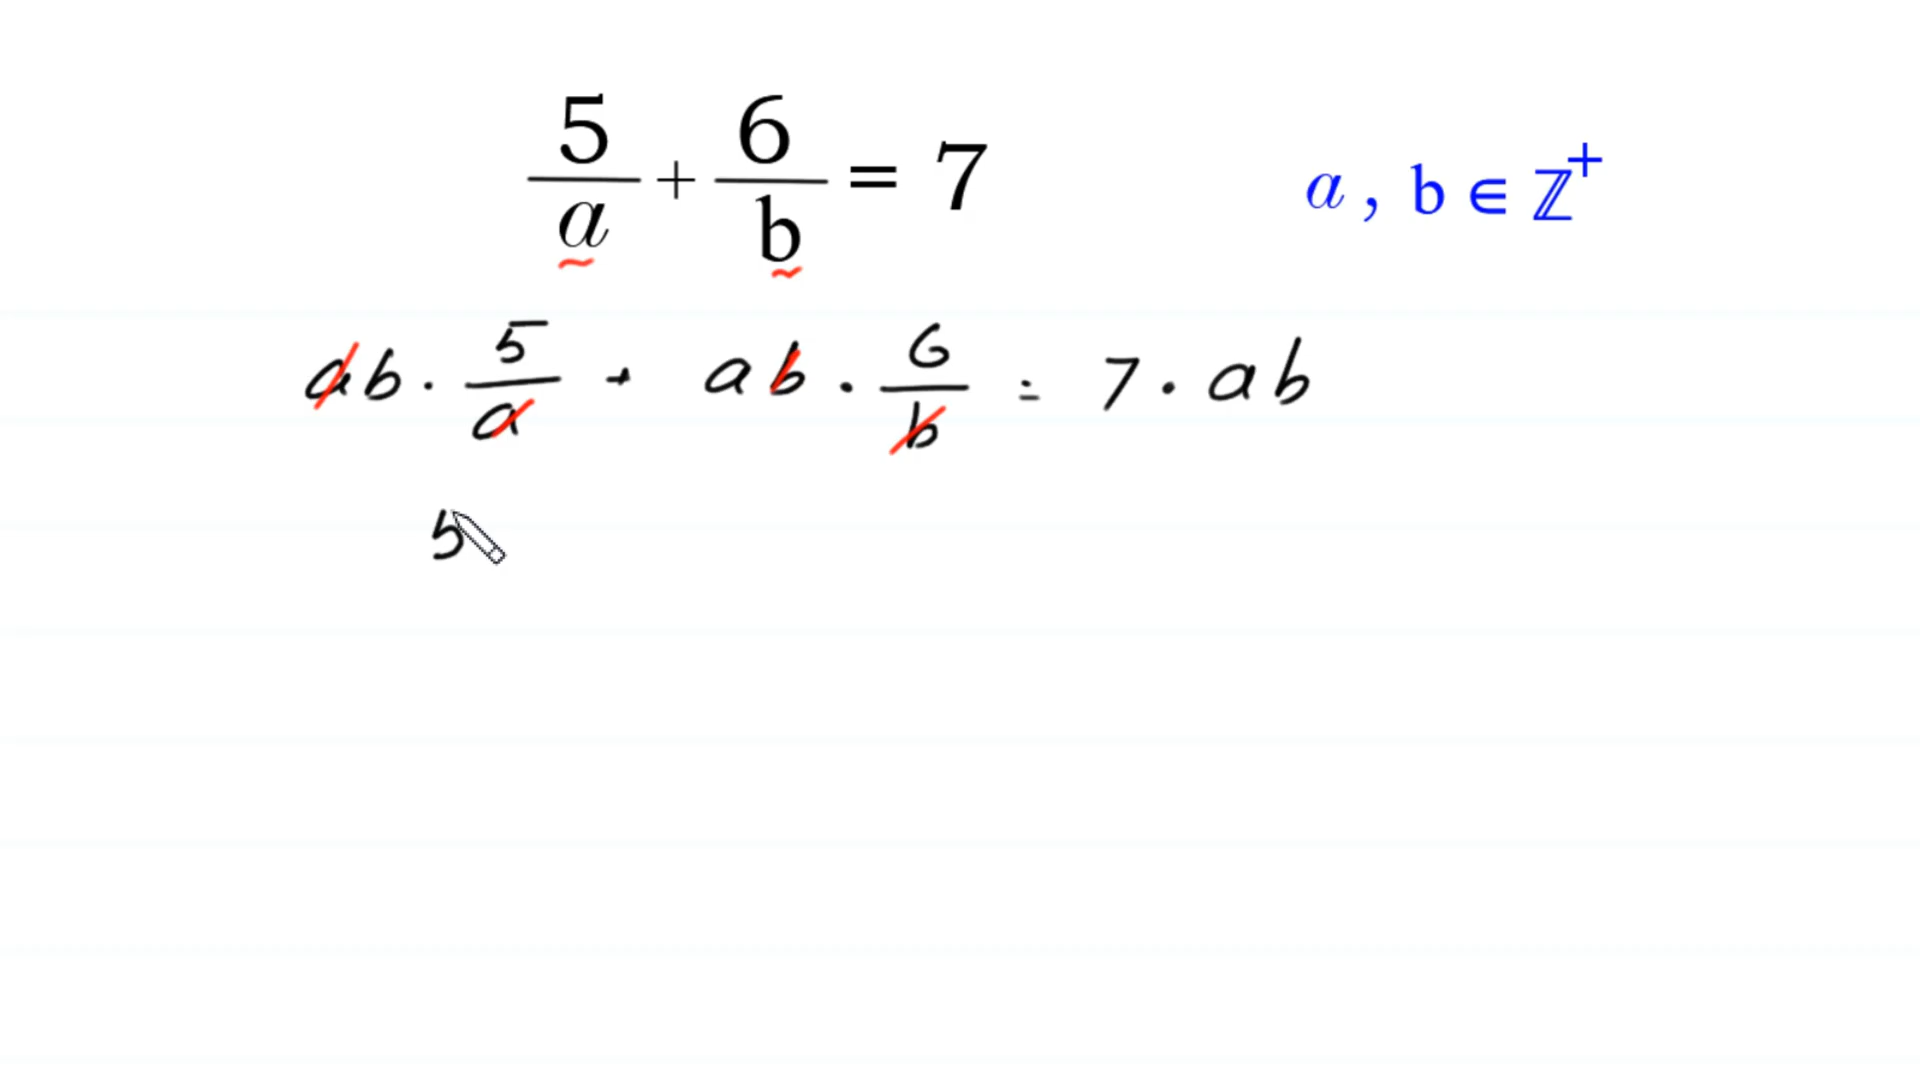 5/a + 6/b = 7 a, b ∈ ℤ⁺
ab · 5/a + ab · 6/b = 7 · ab
5